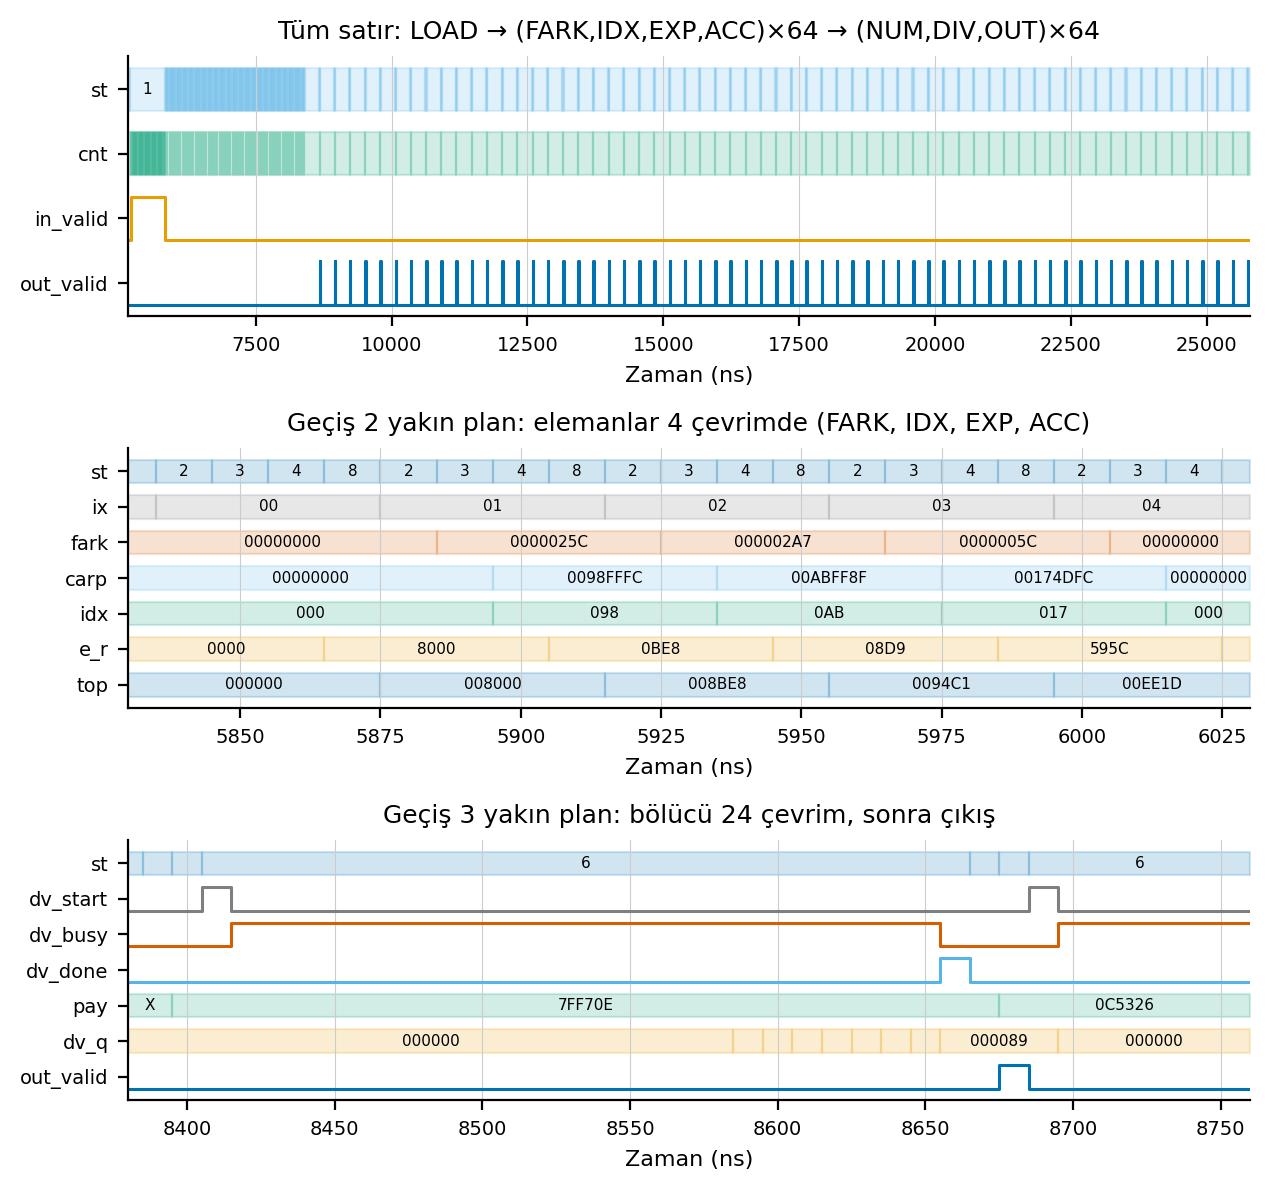 Tüm satır: LOAD → (FARK,IDX,EXP,ACC)×64 → (NUM,DIV,OUT)×64
st
1
cnt
in_valid
out_valid
7500 10000 12500 15000 17500 20000 22500 25000
Zaman (ns)
Geçiş 2 yakın plan: elemanlar 4 çevrimde (FARK, IDX, EXP, ACC)
st 2 3 4 8 2 3 4 8 2 3 4 8 2 3 4 8 2 3 4
ix 00 01 02 03 04
fark 00000000 0000025C 000002A7 0000005C 00000000
carp 00000000 0098FFFC 00ABFF8F 00174DFC 00000000
idx 000 098 0AB 017 000
e_r 0000 8000 0BE8 08D9 595C
top 000000 008000 008BE8 0094C1 00EE1D
5850 5875 5900 5925 5950 5975 6000 6025
Zaman (ns)
Geçiş 3 yakın plan: bölücü 24 çevrim, sonra çıkış
st 6 6
dv_start
dv_busy
dv_done
pay X 7FF70E 0C5326
dv_q 000000 000089 000000
out_valid
8400 8450 8500 8550 8600 8650 8700 8750
Zaman (ns)